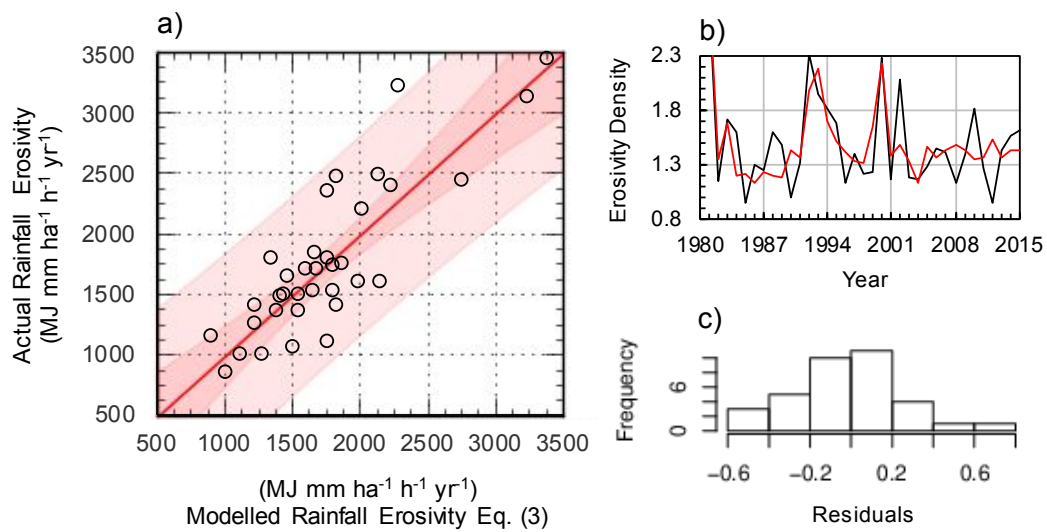 a)
Actual Rainfall Erosivity
(MJ mm ha⁻¹ h⁻¹ yr⁻¹)
3500
3000
2500
2000
1500
1000
500
500 1000 1500 2000 2500 3000 3500
(MJ mm ha⁻¹ h⁻¹ yr⁻¹)
Modelled Rainfall Erosivity Eq. (3)
b)
Erosivity Density
2.3
1.8
1.3
0.8
1980 1987 1994 2001 2008 2015
Year
c)
Frequency
6
0
−0.6 −0.2 0.2 0.6
Residuals